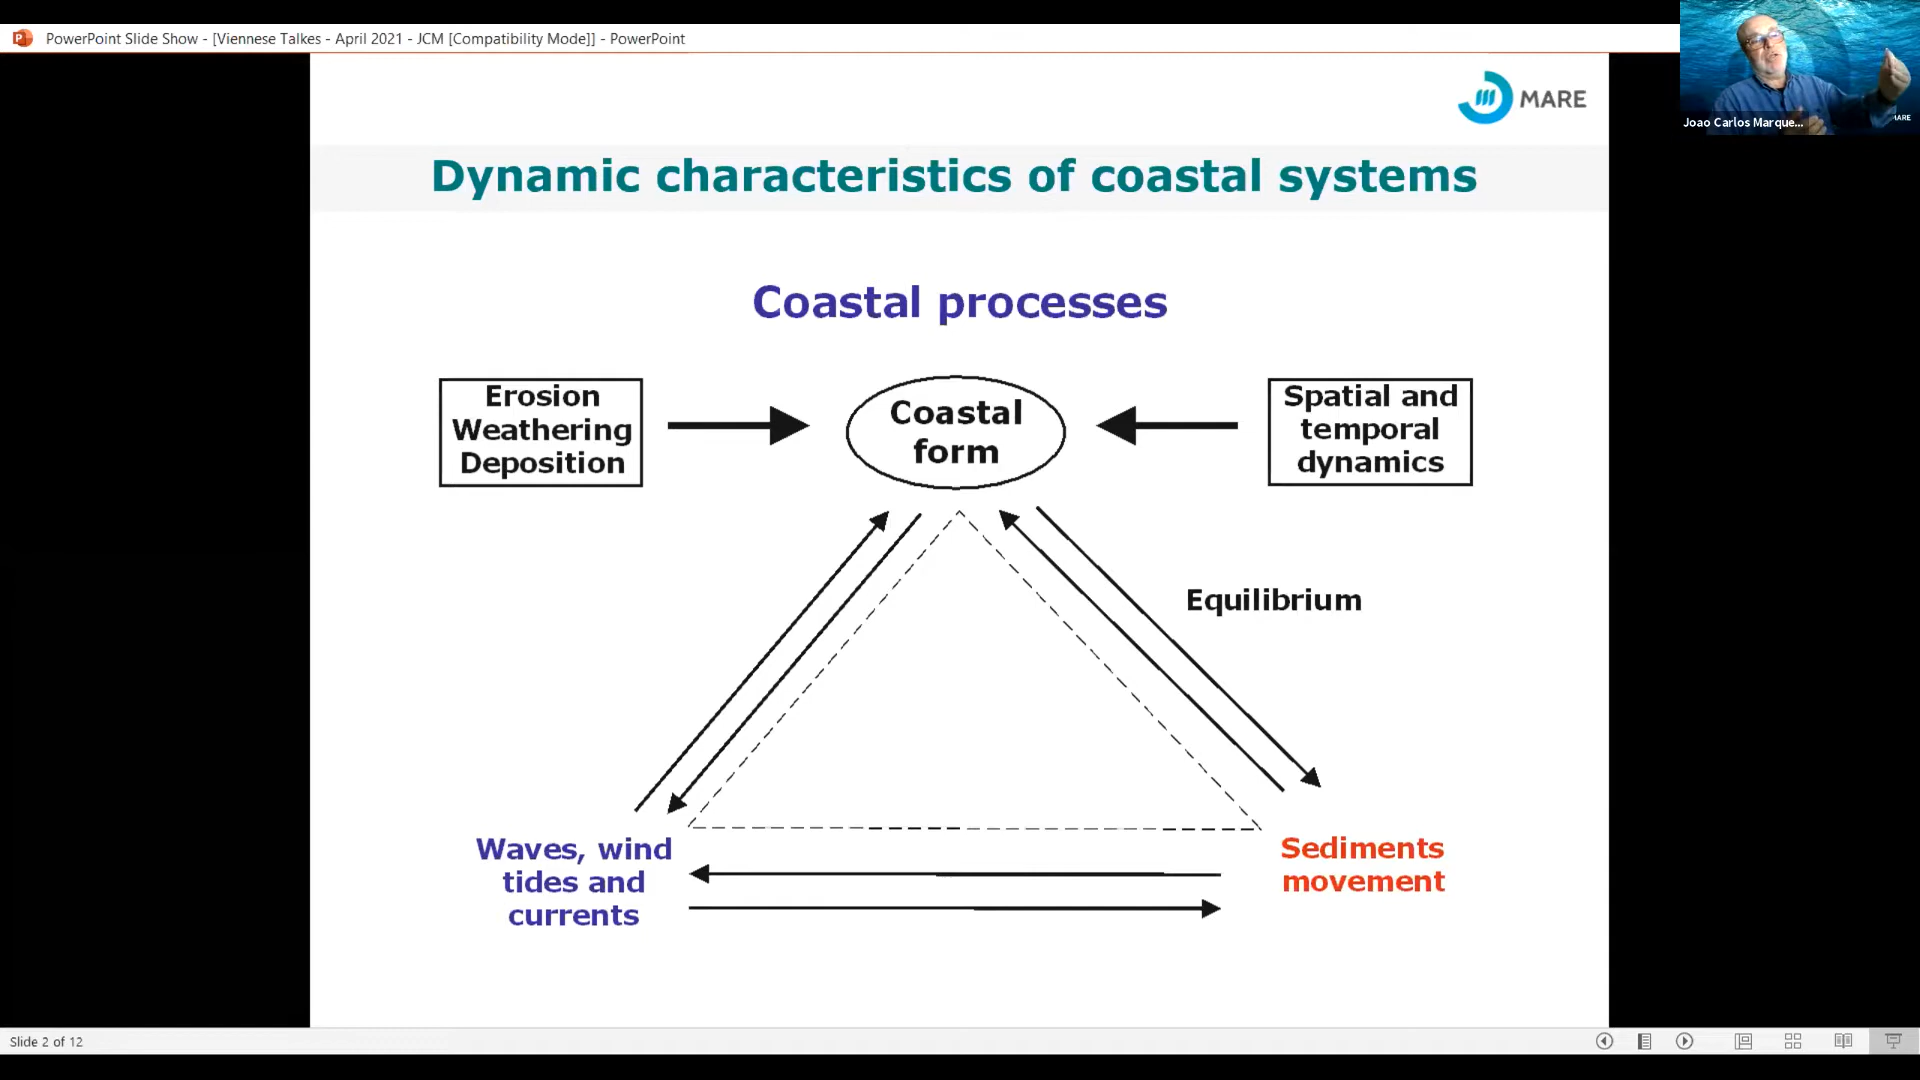 PowerPoint Slide Show - [Viennese Talkes - April 2021 - JCM [Compatibility Mode]] - PowerPoint
Joao Carlos Marque...
ARE
MARE
Dynamic characteristics of coastal systems
Coastal processes
Erosion
Weathering
Deposition
Coastal
form
Spatial and
temporal
dynamics
Equilibrium
Waves, wind
tides and
currents
Sediments
movement
Slide 2 of 12